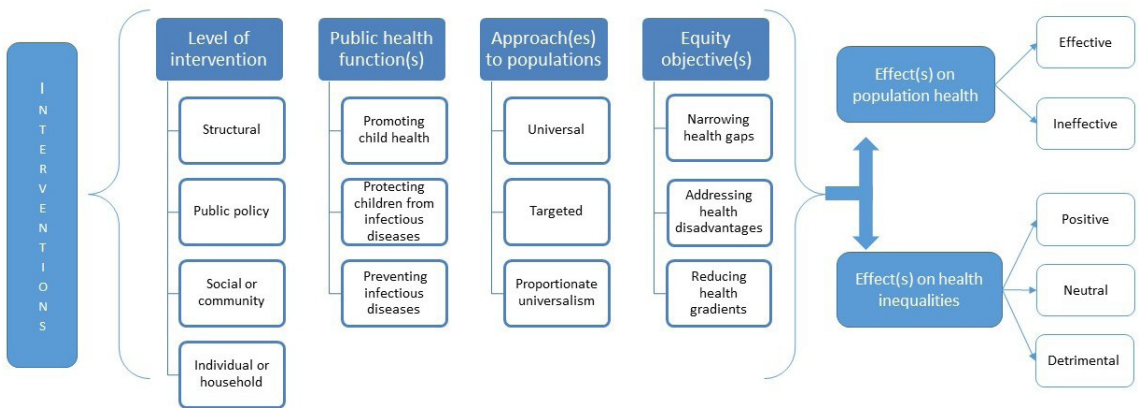 INTERVENTIONS
Level of
intervention
Structural
Public policy
Social or
community
Individual or
household
Public health
function(s)
Promoting
child health
Protecting
children from
infectious
diseases
Preventing
infectious
diseases
Approach(es)
to populations
Universal
Targeted
Proportionate
universalism
Equity
objective(s)
Narrowing
health gaps
Addressing
health
disadvantages
Reducing
health
gradients
Effect(s) on
population health
Effective
Ineffective
Effect(s) on health
inequalities
Positive
Neutral
Detrimental